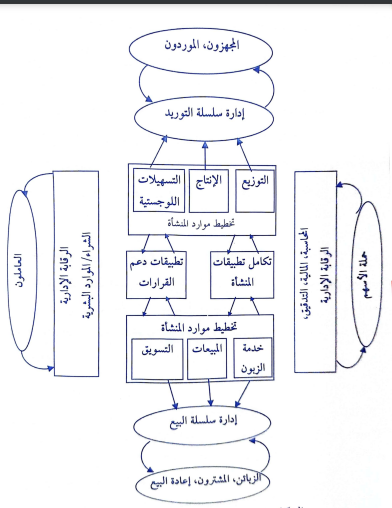 المجهزون، الموردون
إدارة سلسلة التوريد
التوزيع
الإنتاج
التسهيلات
اللوجستية
تخطيط موارد المنشأة
حملة الأسهم
المحاسبة، المالية، التدقيق،
الرقابة الإدارية
تكامل تطبيقات
المنشأة
تطبيقات دعم
القرارات
الشراء/ الموارد البشرية
الرقابة الإدارية
العاملون
تخطيط موارد المنشأة
خدمة
الزبون
المبيعات
التسويق
إدارة سلسلة البيع
الزبائن، المشترون، إعادة البيع